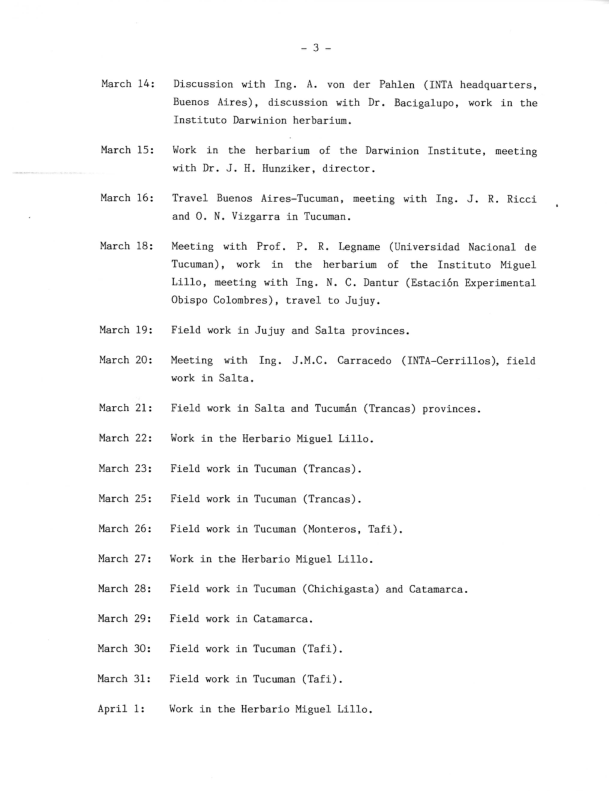 - 3 -
March 14: Discussion with Ing. A. von der Pahlen (INTA headquarters,
Buenos Aires), discussion with Dr. Bacigalupo, work in the
Instituto Darwinion herbarium.
March 15: Work in the herbarium of the Darwinion Institute, meeting
with Dr. J. H. Hunziker, director.
March 16: Travel Buenos Aires-Tucuman, meeting with Ing. J. R. Ricci
and O. N. Vizgarra in Tucuman.
March 18: Meeting with Prof. P. R. Legname (Universidad Nacional de
Tucuman), work in the herbarium of the Instituto Miguel
Lillo, meeting with Ing. N. C. Dantur (Estación Experimental
Obispo Colombres), travel to Jujuy.
March 19: Field work in Jujuy and Salta provinces.
March 20: Meeting with Ing. J.M.C. Carracedo (INTA-Cerrillos), field
work in Salta.
March 21: Field work in Salta and Tucumán (Trancas) provinces.
March 22: Work in the Herbario Miguel Lillo.
March 23: Field work in Tucuman (Trancas).
March 25: Field work in Tucuman (Trancas).
March 26: Field work in Tucuman (Monteros, Tafi).
March 27: Work in the Herbario Miguel Lillo.
March 28: Field work in Tucuman (Chichigasta) and Catamarca.
March 29: Field work in Catamarca.
March 30: Field work in Tucuman (Tafi).
March 31: Field work in Tucuman (Tafi).
April 1: Work in the Herbario Miguel Lillo.